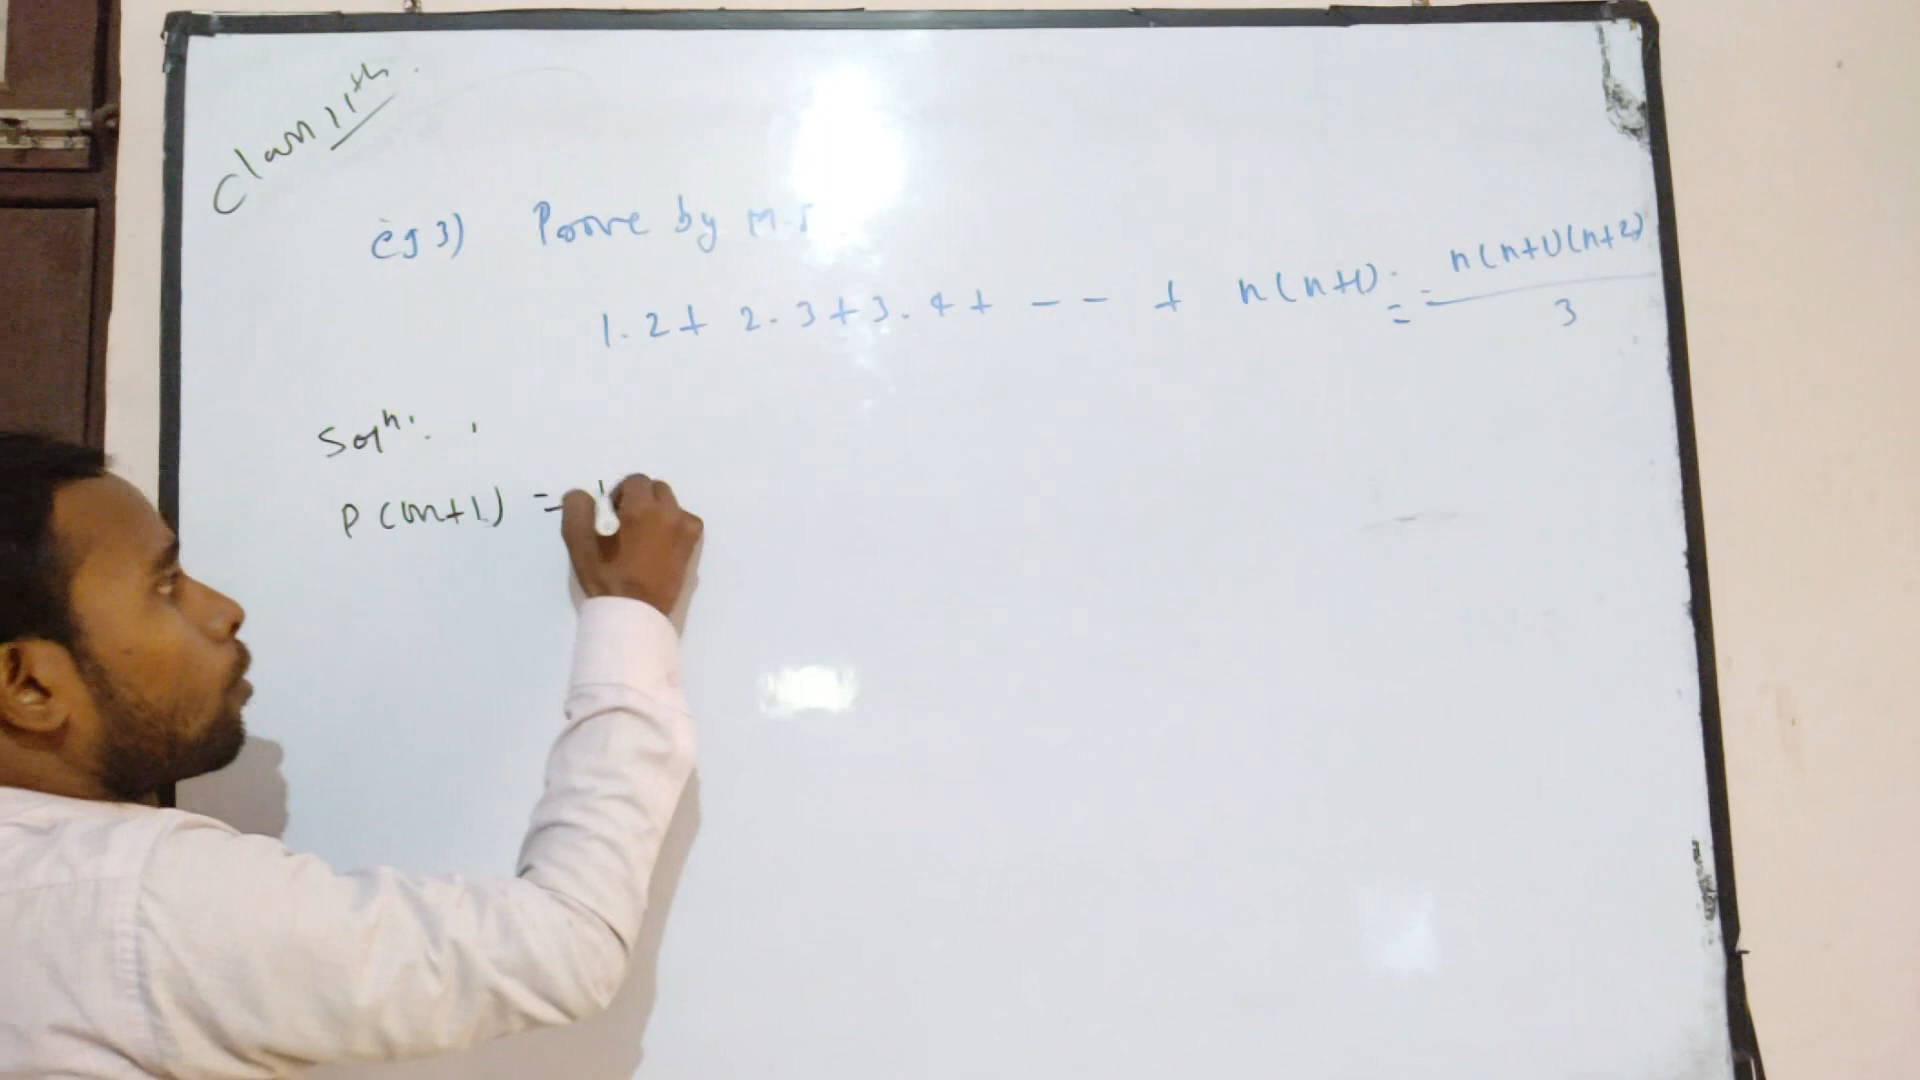 Class 11th
eg 3) Prove by M.I.
1.2 + 2.3 + 3.4 + - - + n(n+1) = n(n+1)(n+2) / 3
Soln.
P(m+1) =